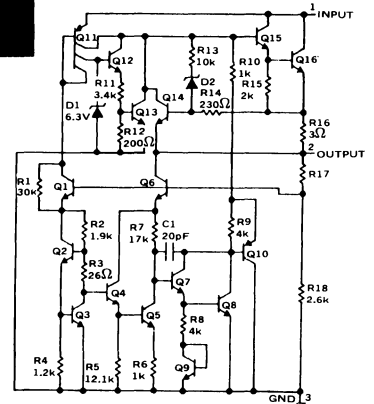 1
INPUT
Q11
Q15
Q12
R13
10k
R10
1k
Q16
R11
3.4k
D2
R15
2k
D1
6.3V
Q14
R14
230Ω
Q13
R12
200Ω
R16
3Ω
2
OUTPUT
R17
R1
30k
Q1
Q6
R2
1.9k
R7
17k
C1
20pF
R9
4k
Q10
Q2
R3
26Ω
Q4
Q7
R18
2.6k
Q3
Q5
R8
4k
Q8
R4
1.2k
R5
12.1k
R6
1k
Q9
GND
3